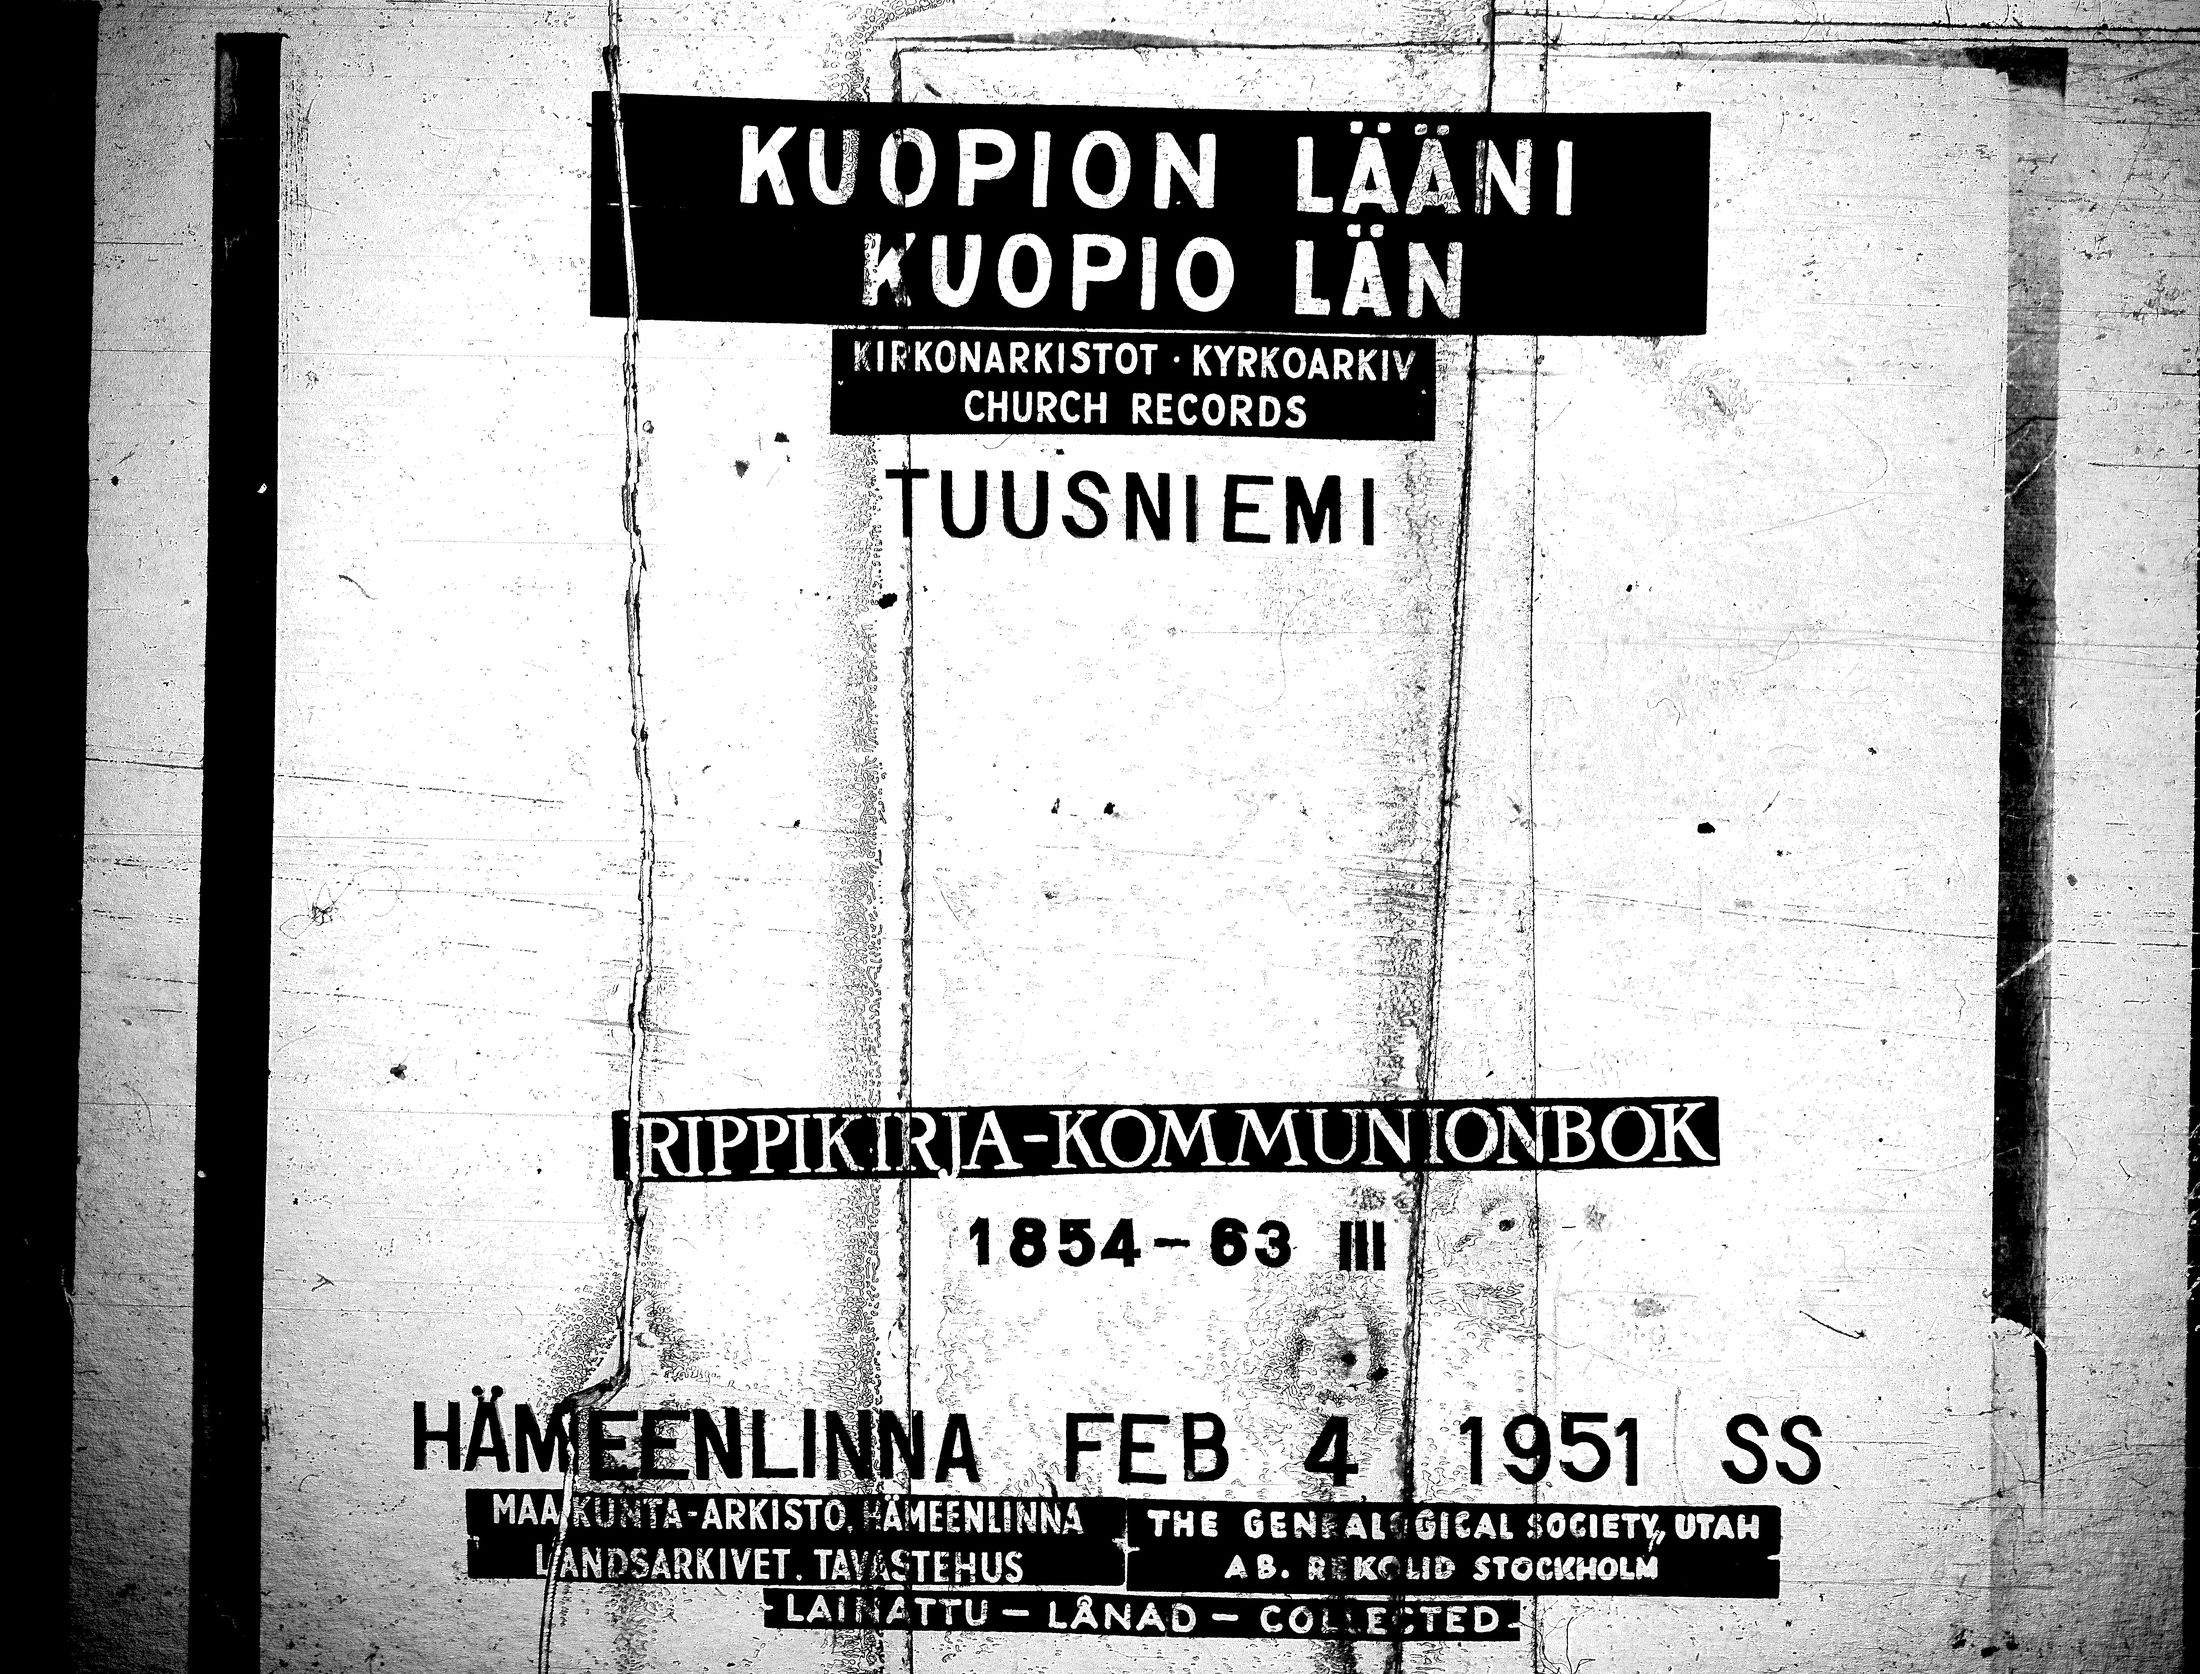 KUOPION LÄÄNI
KUOPIO LÄN
KIRKONARKISTOT · KYRKOARKIV
CHURCH RECORDS
TUUSNIEMI
RIPPIKIRJA-KOMMUNIONBOK
1854-63 III
HÄMEENLINNA FEB 4 1951 SS
MAAKUNTA-ARKISTO, HÄMEENLINNA
LANDSARKIVET, TAVASTEHUS
THE GENEALOGICAL SOCIETY, UTAH
AB. REKOLID STOCKHOLM
-LAINATTU - LÅNAD - COLLECTED-